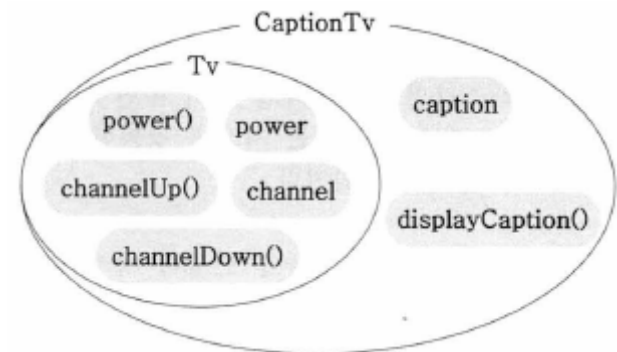 CaptionTv
Tv
power()
power
caption
channelUp()
channel
displayCaption()
channelDown()